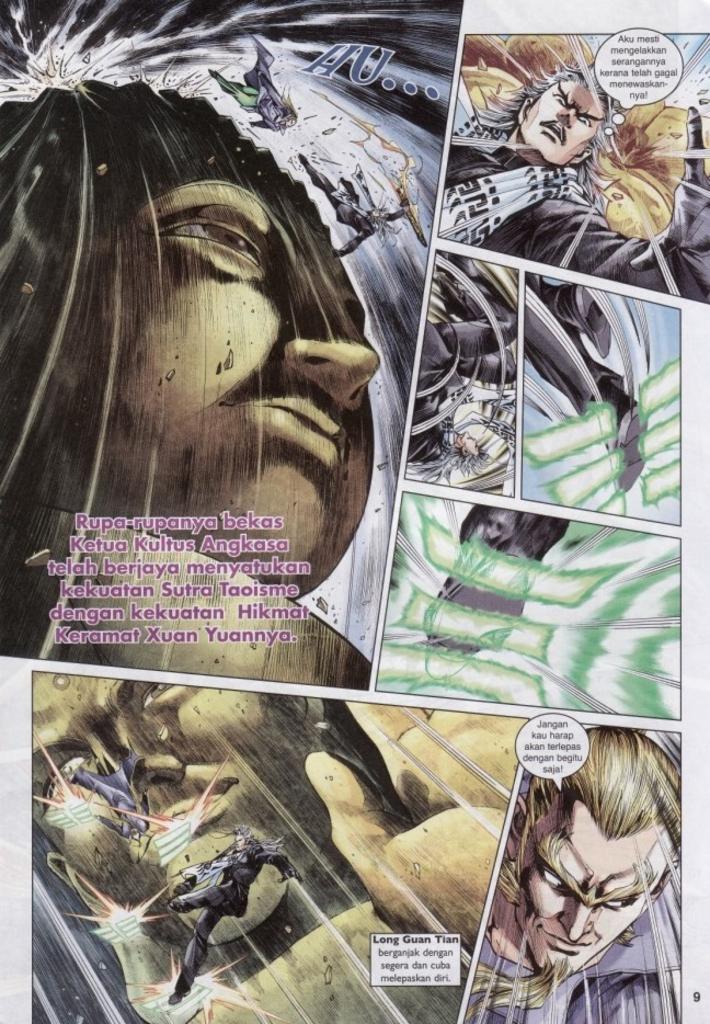 AU...
Aku mesti
mengelakkan
serangannya
kerana telah gagal
menewaskan-
nya!
Rupa-rupanya bekas
Ketua Kultus Angkasa
telah berjaya menyatukan
kekuatan Sutra Taoisme
dengan kekuatan Hikmat
Keramat Xuan Yuannya.
Jangan
kau harap
akan terlepas
dengan begitu
saja!
Long Guan Tian
berganjak dengan
segera dan cuba
melepaskan diri.
9